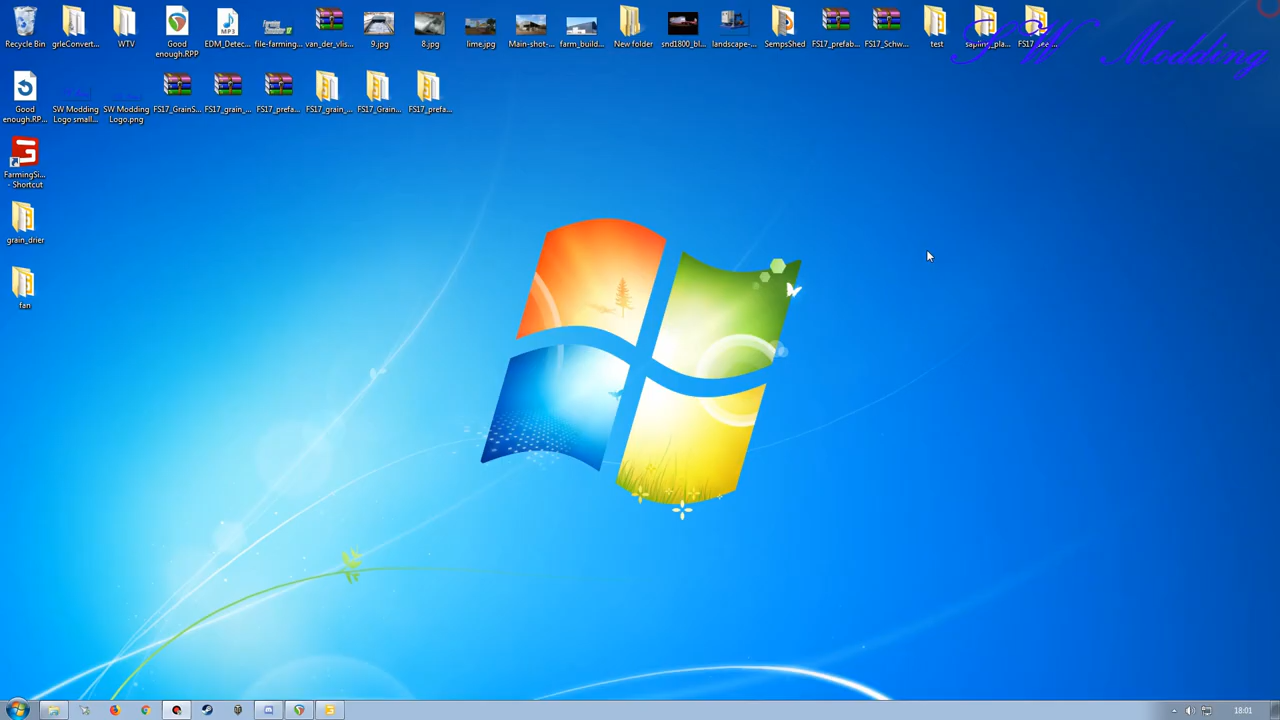 SW Modding
Recycle Bin
grleConvert...
WTV
Good
enough.RPP
EDM_Detec...
file-farming...
van_der_vlis...
9.jpg
8.jpg
lime.jpg
Main-shot-...
farm_build...
New folder
snd1800_bl...
landscape-...
SempsShed
FS17_prefab...
FS17_Schw...
test
sapling_pla...
Good
enough.RP...
SW Modding
Logo small...
SW Modding
Logo.png
FS17_GrainS...
FS17_grain_...
FS17_prefa...
FS17_grain_...
FS17_Grain...
FS17_prefa...
FarmingSi...
- Shortcut
grain_drier
fan
18:01